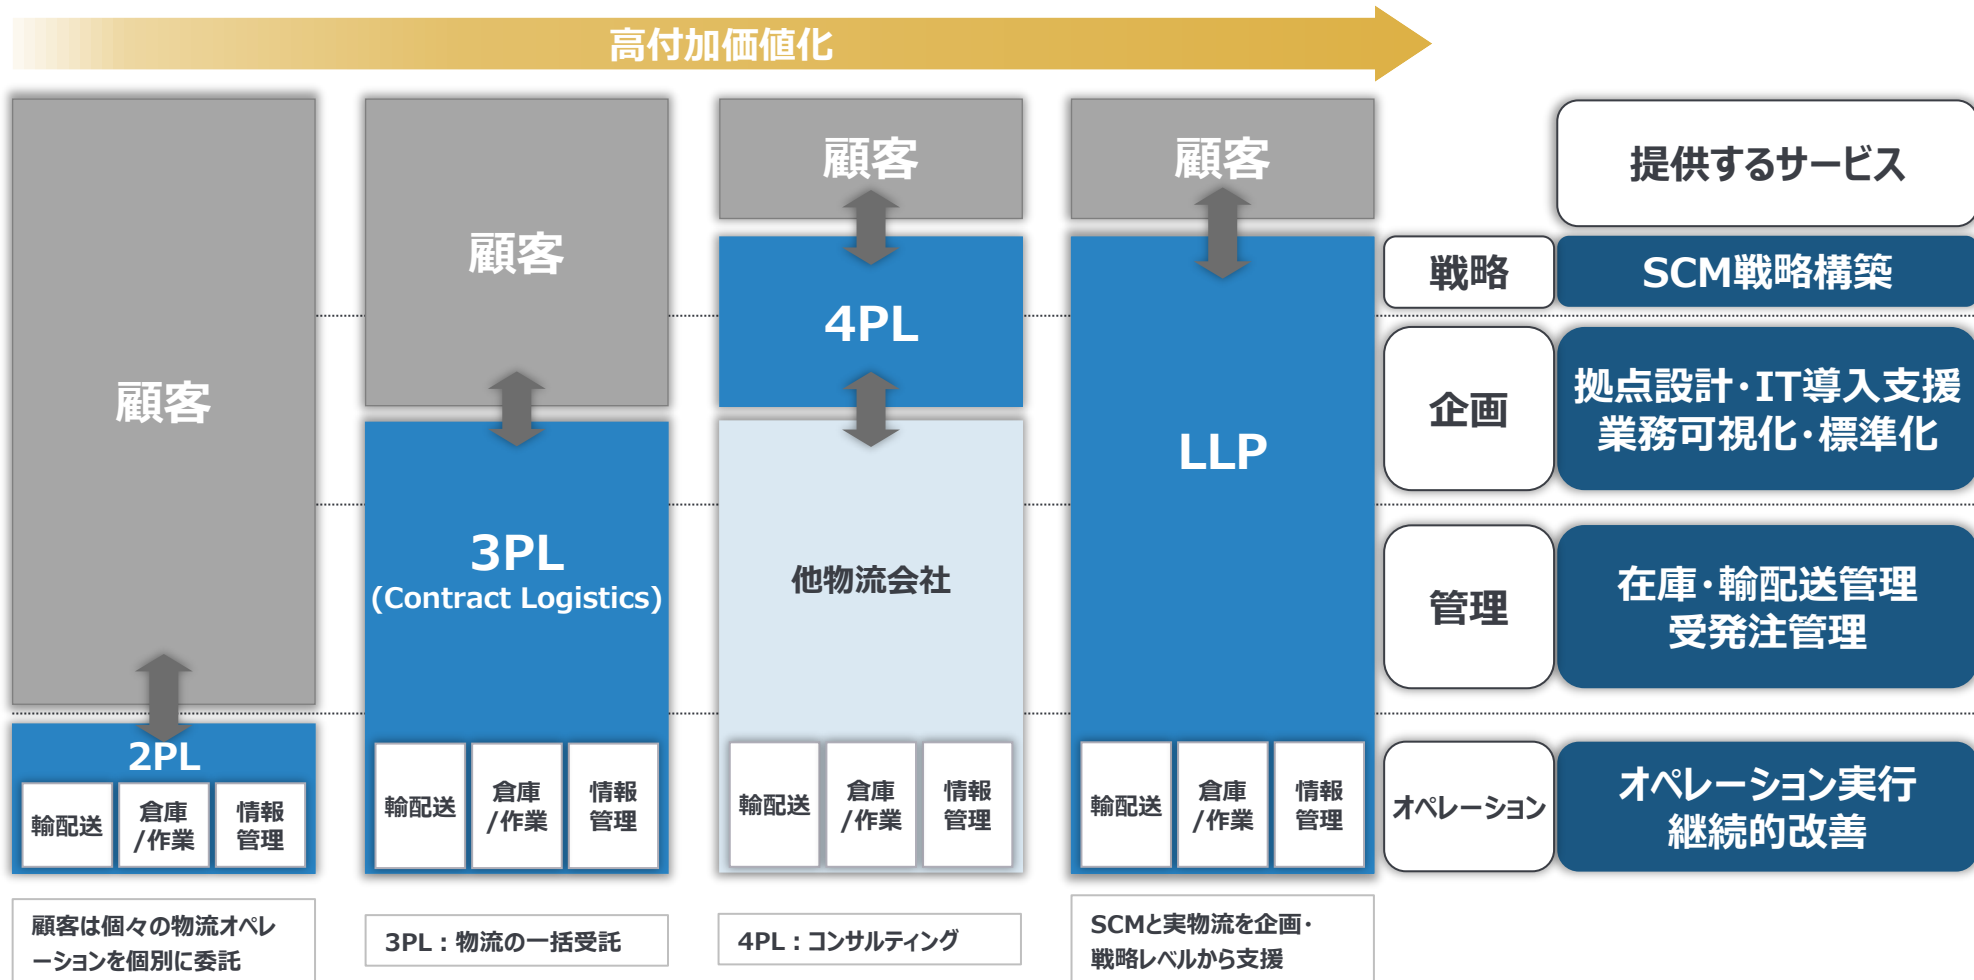 高付加価値化
顧客
2PL
輸配送
倉庫
/作業
情報
管理
顧客は個々の物流オペレ
ーションを個別に委託
顧客
3PL
(Contract Logistics)
輸配送
倉庫
/作業
情報
管理
3PL：物流の一括受託
顧客
4PL
他物流会社
輸配送
倉庫
/作業
情報
管理
4PL：コンサルティング
顧客
LLP
輸配送
倉庫
/作業
情報
管理
SCMと実物流を企画・
戦略レベルから支援
提供するサービス
戦略
SCM戦略構築
企画
拠点設計・IT導入支援
業務可視化・標準化
管理
在庫・輸配送管理
受発注管理
オペレーション
オペレーション実行
継続的改善